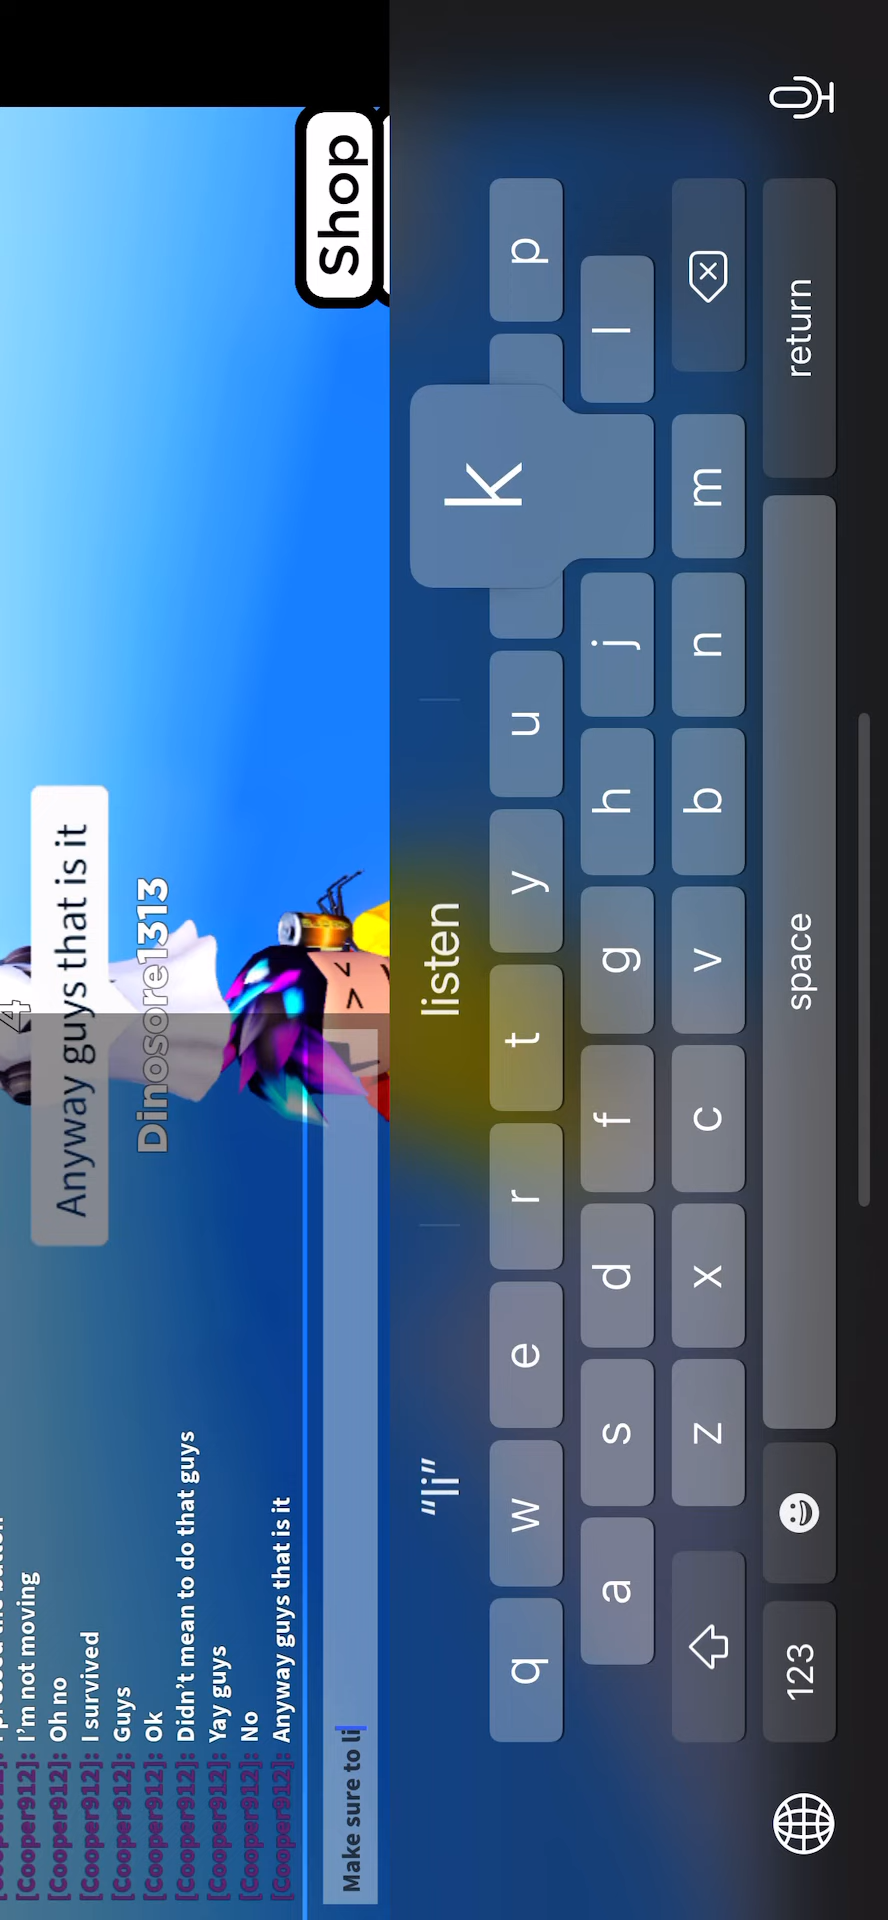 4
Anyway guys that is it
Dinosore1313
Shop
[Cooper912]: I'm not moving
[Cooper912]: Oh no
[Cooper912]: I survived
[Cooper912]: Guys
[Cooper912]: Ok
[Cooper912]: Didn't mean to do that guys
[Cooper912]: Yay guys
[Cooper912]: No
[Cooper912]: Anyway guys that is it
Make sure to li
“li” listen
q w e r t y u p
a s d f g h j k l
z x c v b n m
123 space return